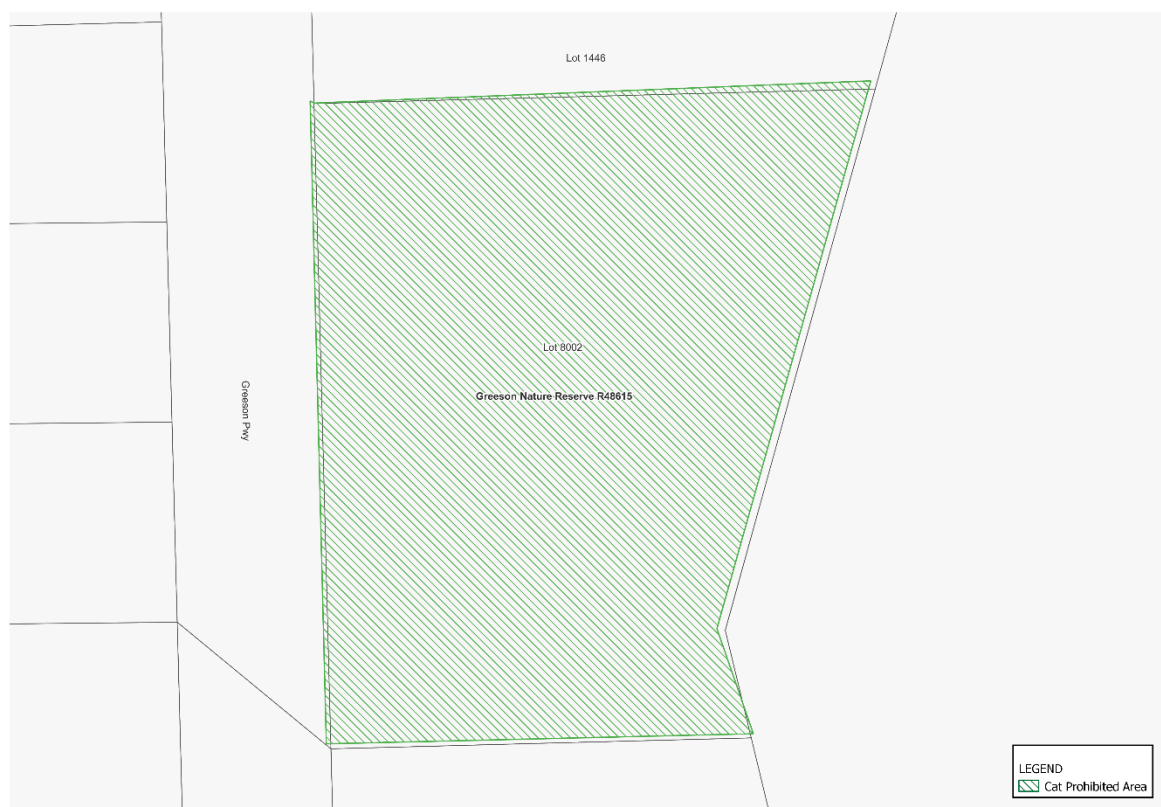 Lot 1446
Lot 8002
Greeson Nature Reserve R48615
Greeson Pwy
LEGEND
Cat Prohibited Area